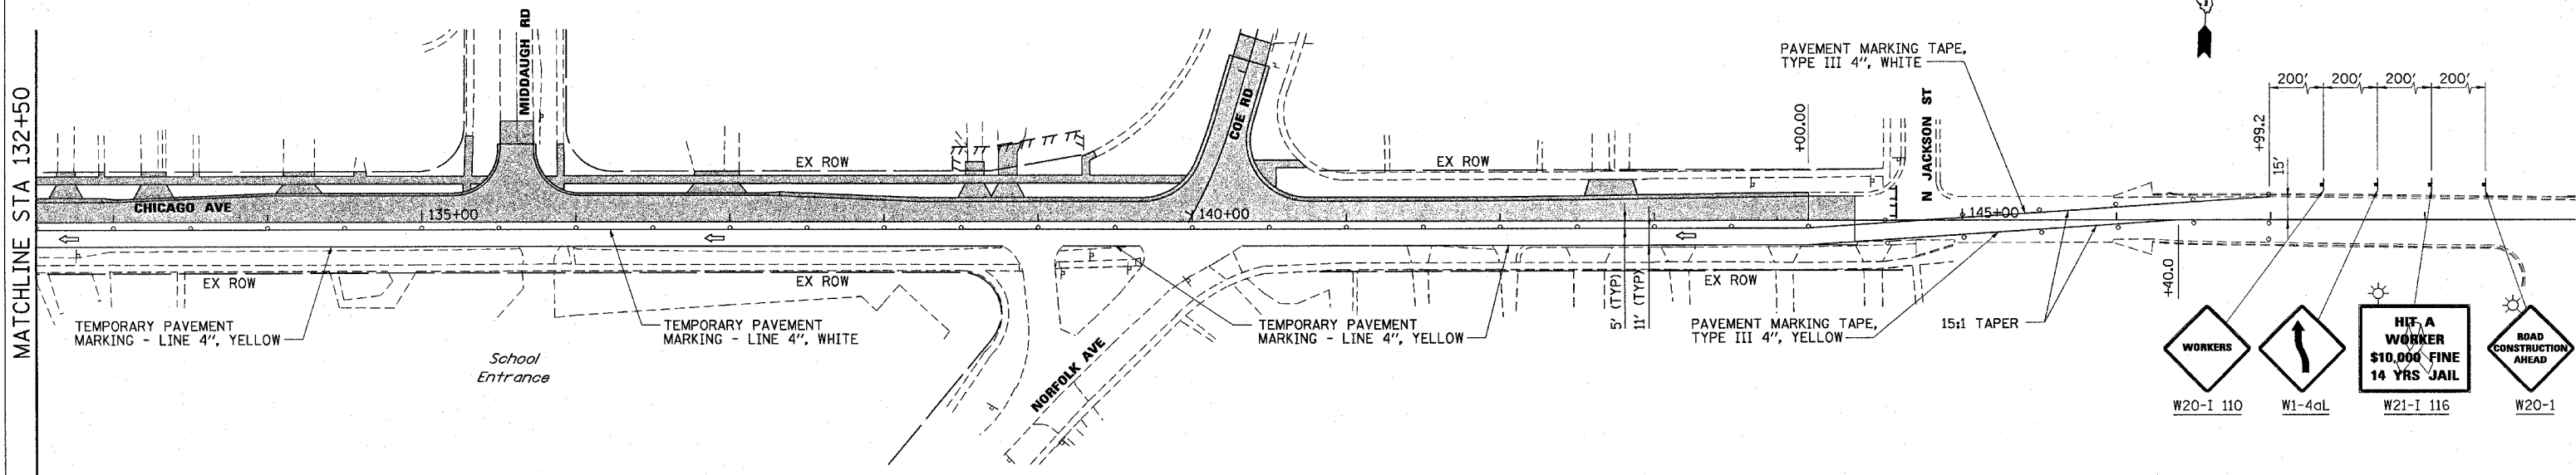 MATCHLINE STA 132+50
MIDDAUGH RD
COE RD
N JACKSON ST
PAVEMENT MARKING TAPE,
TYPE III 4", WHITE
+00.00
+99.2
15'
200'
200'
200'
200'
EX ROW
EX ROW
CHICAGO AVE
135+00
140+00
145+00
EX ROW
EX ROW
EX ROW
5' (TYP)
11' (TYP)
+40.0
TEMPORARY PAVEMENT
MARKING - LINE 4", YELLOW
TEMPORARY PAVEMENT
MARKING - LINE 4", WHITE
TEMPORARY PAVEMENT
MARKING - LINE 4", YELLOW
PAVEMENT MARKING TAPE,
TYPE III 4", YELLOW
15:1 TAPER
School
Entrance
NORFOLK AVE
WORKERS
W20-I 110
W1-4aL
HIT A
WORKER
$10,000 FINE
14 YRS JAIL
W21-I 116
ROAD
CONSTRUCTION
AHEAD
W20-1